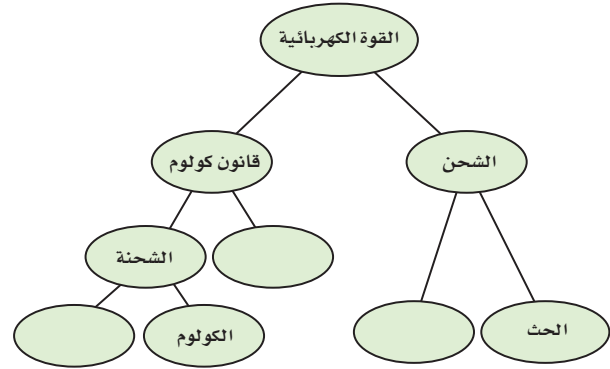 القوة الكهربائية
الشحن
قانون كولوم
الشحنة
الحث
الكولوم